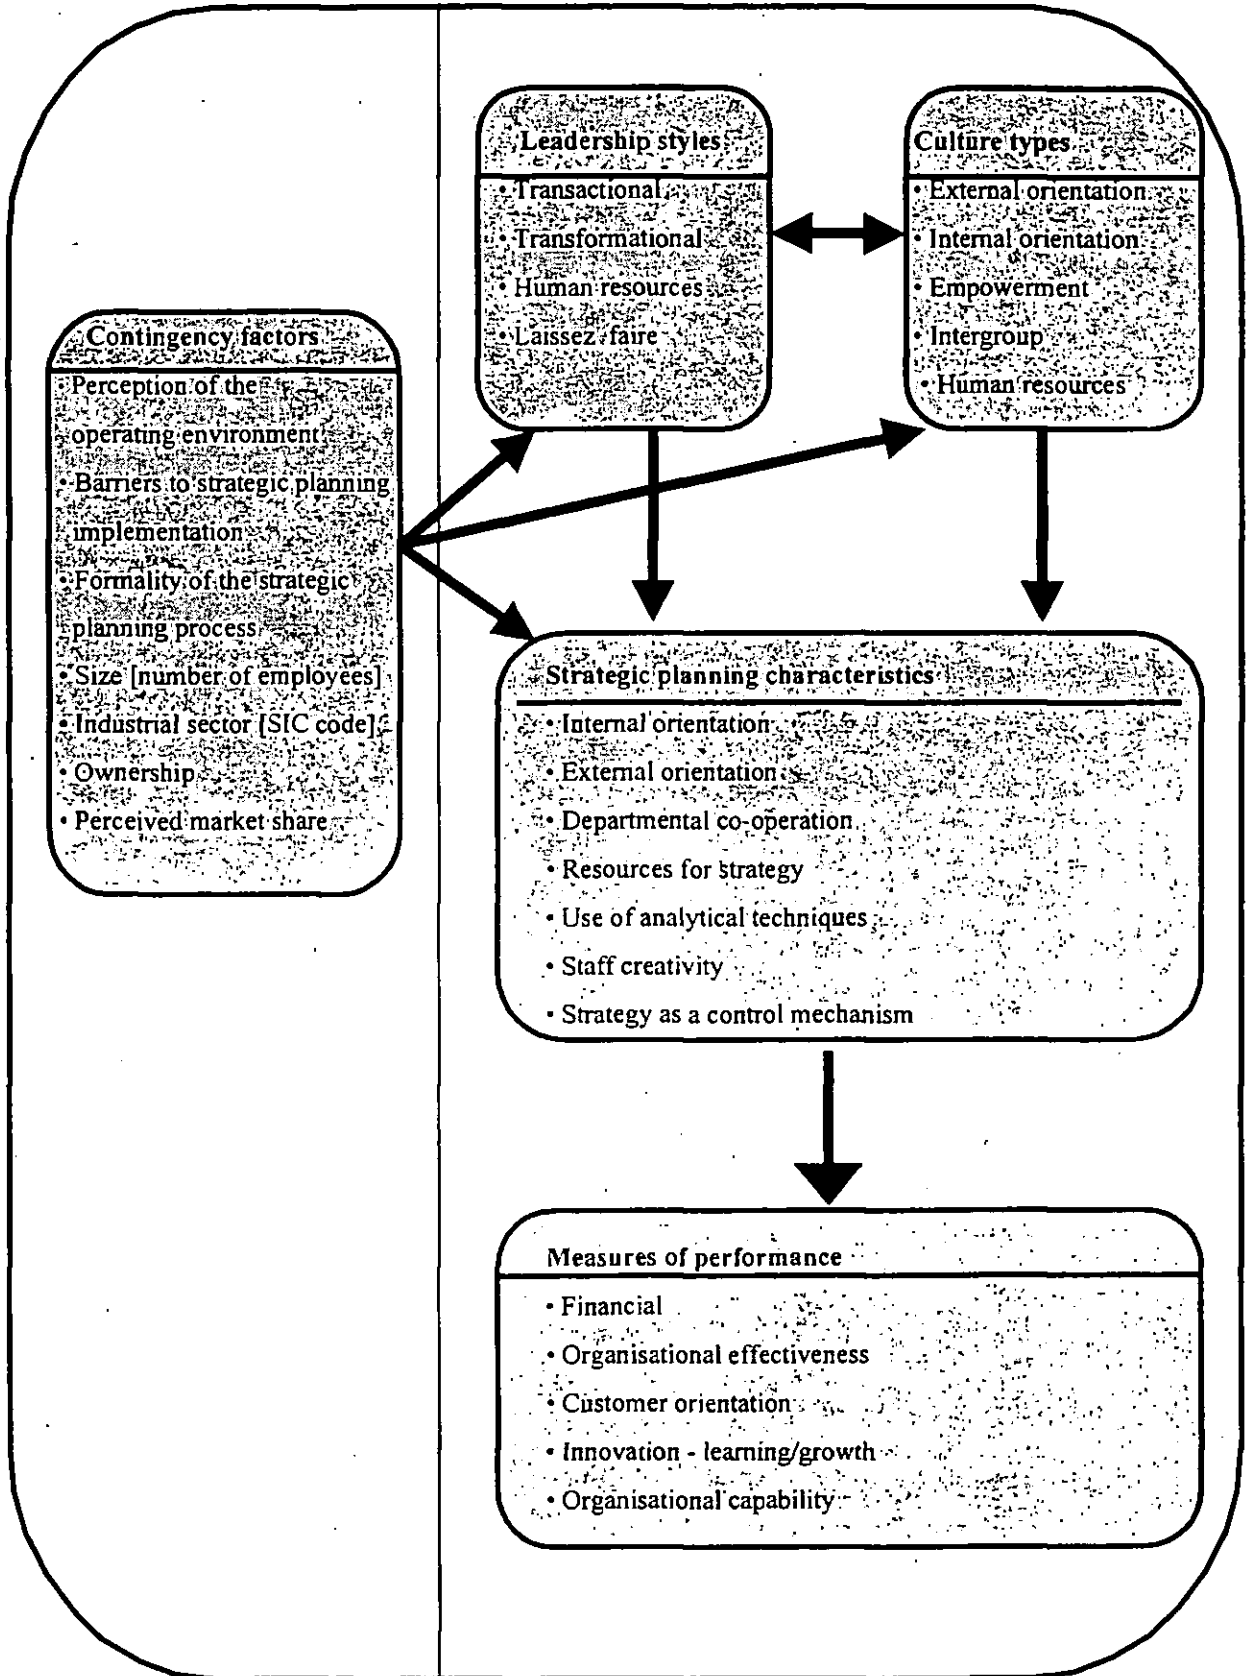 Leadership styles
• Transactional
• Transformational
• Human resources
• Laissez faire
Culture types
• External orientation
• Internal orientation
• Empowerment
• Intergroup
• Human resources
Contingency factors
• Perception of the
operating environment
• Barriers to strategic planning
implementation
• Formality of the strategic
planning process
• Size [number of employees]
• Industrial sector [SIC code]
• Ownership
• Perceived market share
Strategic planning characteristics
• Internal orientation
• External orientation
• Departmental co-operation
• Resources for strategy
• Use of analytical techniques
• Staff creativity
• Strategy as a control mechanism
Measures of performance
• Financial
• Organisational effectiveness
• Customer orientation
• Innovation - learning/growth
• Organisational capability